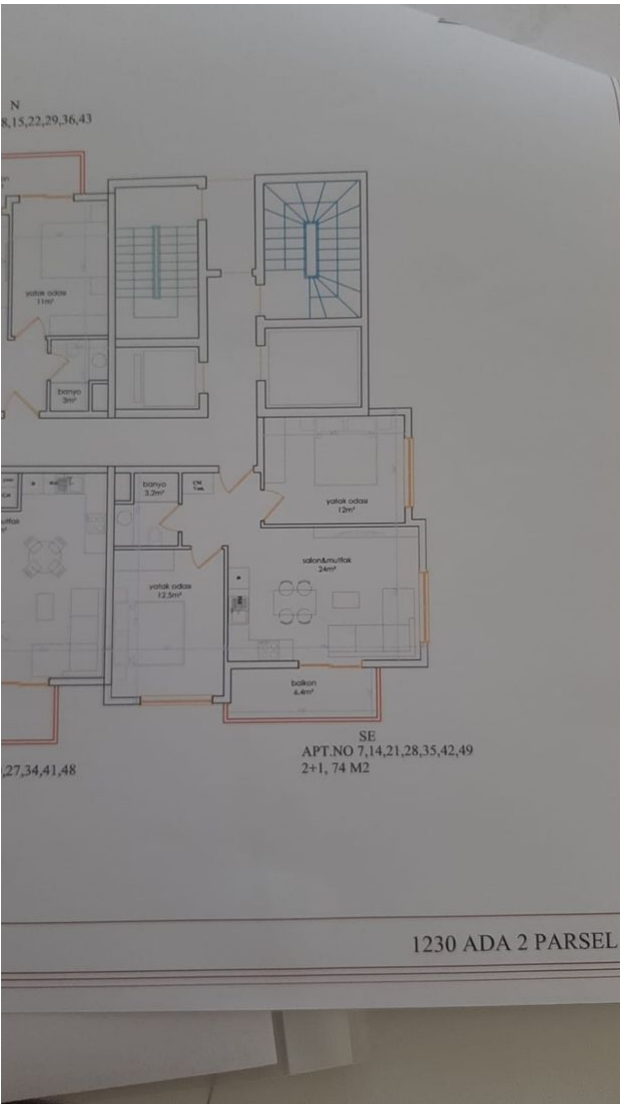 N
8,15,22,29,36,43
yatak odası
11m²
banyo
3m²
banyo
3.2m²
yatak odası
12m²
salon&mutfak
24m²
yatak odası
12.5m²
balkon
6.4m²
SE
APT.NO 7,14,21,28,35,42,49
2+1, 74 M2
,27,34,41,48
1230 ADA 2 PARSEL